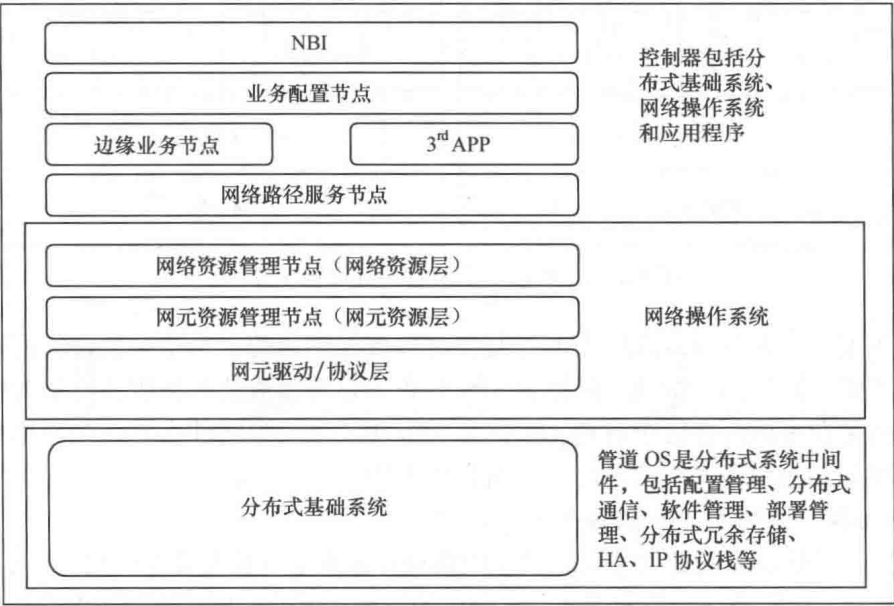 NBI
业务配置节点
边缘业务节点
3rd APP
网络路径服务节点
控制器包括分
布式基础系统、
网络操作系统
和应用程序
网络资源管理节点（网络资源层）
网元资源管理节点（网元资源层）
网元驱动/协议层
网络操作系统
分布式基础系统
管道 OS是分布式系统中间
件，包括配置管理、分布式
通信、软件管理、部署管
理、分布式冗余存储、
HA、IP 协议栈等